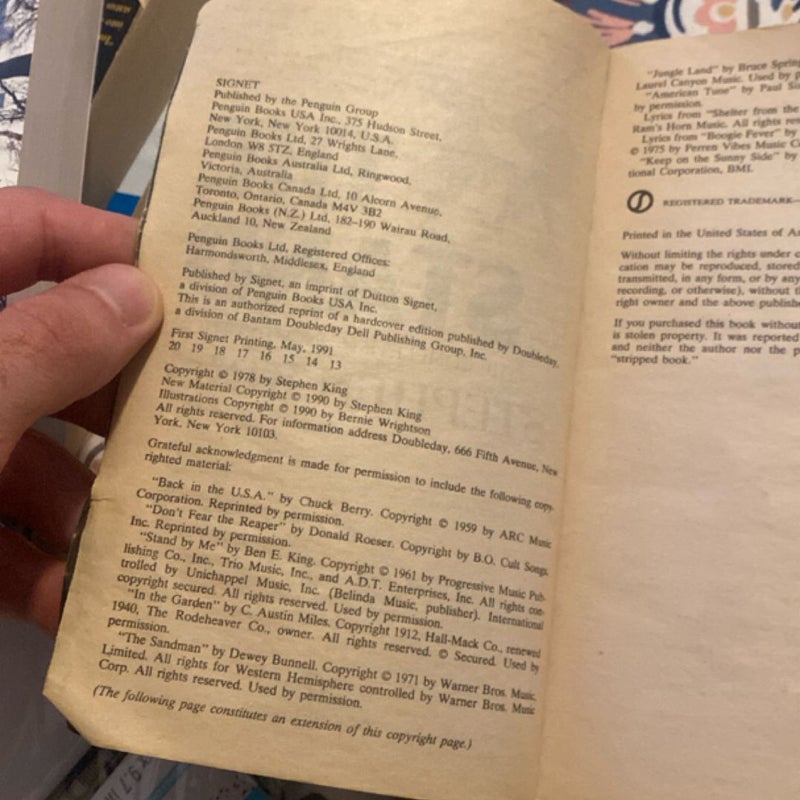 SIGNET
Published by the Penguin Group
Penguin Books USA Inc., 375 Hudson Street,
New York, New York 10014, U.S.A.
Penguin Books Ltd, 27 Wrights Lane,
London W8 5TZ, England
Penguin Books Australia Ltd, Ringwood,
Victoria, Australia
Penguin Books Canada Ltd, 10 Alcorn Avenue,
Toronto, Ontario, Canada M4V 3B2
Penguin Books (N.Z.) Ltd, 182-190 Wairau Road,
Auckland 10, New Zealand
Penguin Books Ltd, Registered Offices:
Harmondsworth, Middlesex, England
Published by Signet, an imprint of Dutton Signet,
a division of Penguin Books USA Inc.
This is an authorized reprint of a hardcover edition published by Doubleday,
a division of Bantam Doubleday Dell Publishing Group, Inc.
First Signet Printing, May, 1991
20 19 18 17 16 15 14 13
Copyright © 1978 by Stephen King
New Material Copyright © 1990 by Stephen King
Illustrations Copyright © 1990 by Bernie Wrightson
All rights reserved. For information address Doubleday, 666 Fifth Avenue, New
York, New York 10103.
Grateful acknowledgment is made for permission to include the following copy-
righted material:
"Back in the U.S.A." by Chuck Berry. Copyright © 1959 by ARC Music
Corporation. Reprinted by permission.
"Don't Fear the Reaper" by Donald Roeser. Copyright by B.O. Cult Songs,
Inc. Reprinted by permission.
"Stand by Me" by Ben E. King. Copyright © 1961 by Progressive Music Pub-
lishing Co., Inc., Trio Music, Inc., and A.D.T. Enterprises, Inc. All rights con-
trolled by Unichappel Music, Inc. (Belinda Music, publisher). International
copyright secured. All rights reserved. Used by permission.
"In the Garden" by C. Austin Miles. Copyright 1912, Hall-Mack Co., renewed
1940, The Rodeheaver Co., owner. All rights reserved. © Secured. Used by
permission.
"The Sandman" by Dewey Bunnell. Copyright © 1971 by Warner Bros. Music,
Limited. All rights for Western Hemisphere controlled by Warner Bros. Music
Corp. All rights reserved. Used by permission.
(The following page constitutes an extension of this copyright page.)
"Jungle Land" by Bruce Spring
Laurel Canyon Music. Used by p
"American Tune" by Paul Si
by permission.
Lyrics from "Shelter from the
Ram's Horn Music. All rights res
Lyrics from "Boogie Fever" by
© 1975 by Perren Vibes Music C
"Keep on the Sunny Side" by
tional Corporation, BMI.
REGISTERED TRADEMARK—
Printed in the United States of A
Without limiting the rights under c
cation may be reproduced, stored
transmitted, in any form, or by any
recording, or otherwise), without t
right owner and the above publishe
If you purchased this book withou
is stolen property. It was reported
and neither the author nor the p
"stripped book."